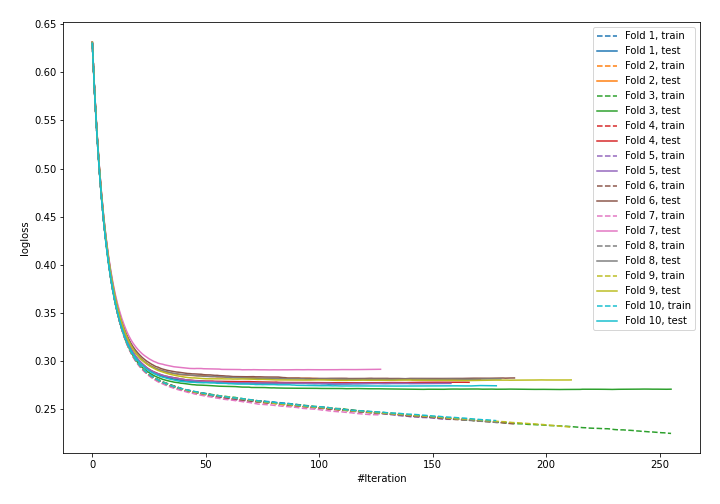 0.65
0.60
0.55
0.50
0.45
0.40
0.35
0.30
0.25
logloss
0
50
100
150
200
250
#Iteration
Fold 1, train
Fold 1, test
Fold 2, train
Fold 2, test
Fold 3, train
Fold 3, test
Fold 4, train
Fold 4, test
Fold 5, train
Fold 5, test
Fold 6, train
Fold 6, test
Fold 7, train
Fold 7, test
Fold 8, train
Fold 8, test
Fold 9, train
Fold 9, test
Fold 10, train
Fold 10, test